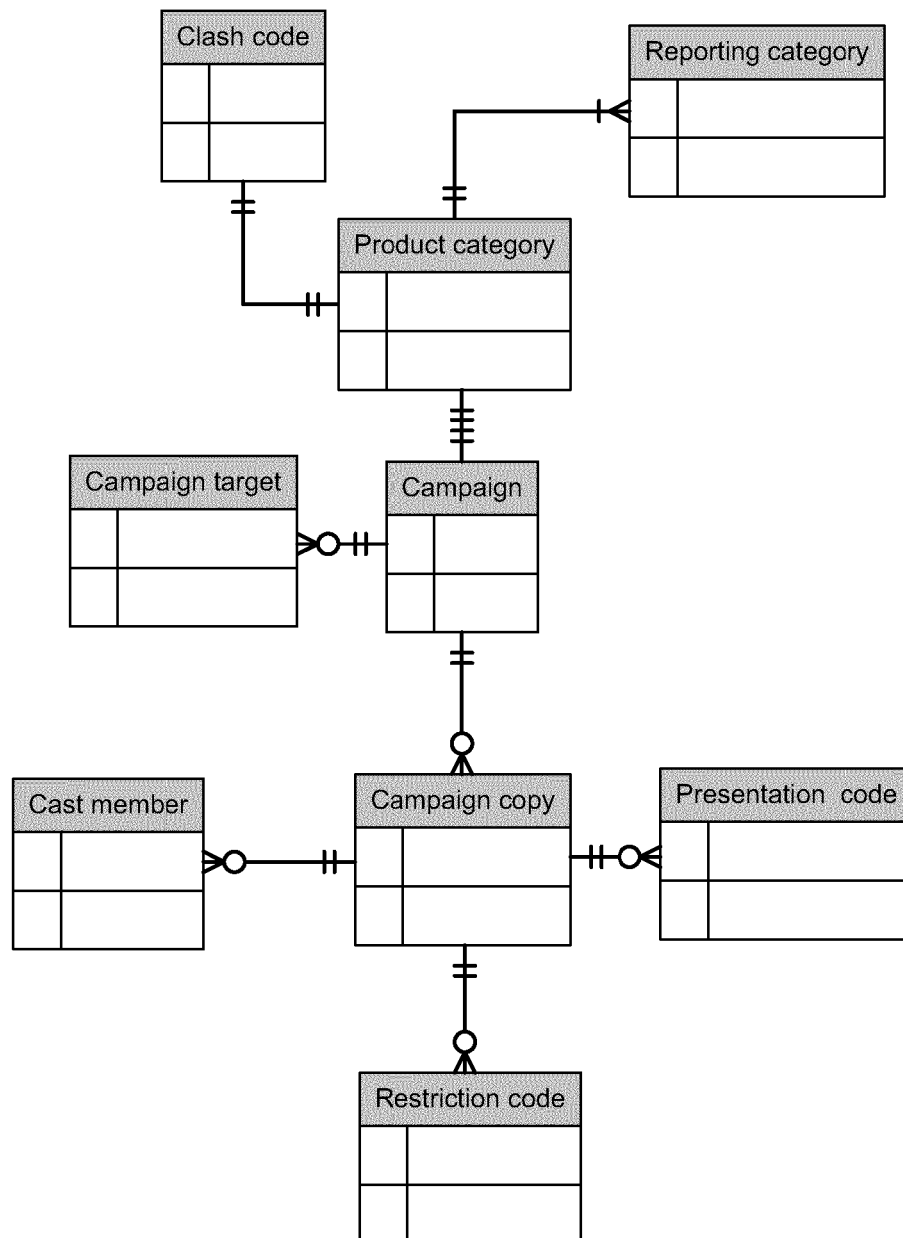 Clash code
Reporting category
Product category
Campaign target
Campaign
Cast member
Campaign copy
Presentation code
Restriction code